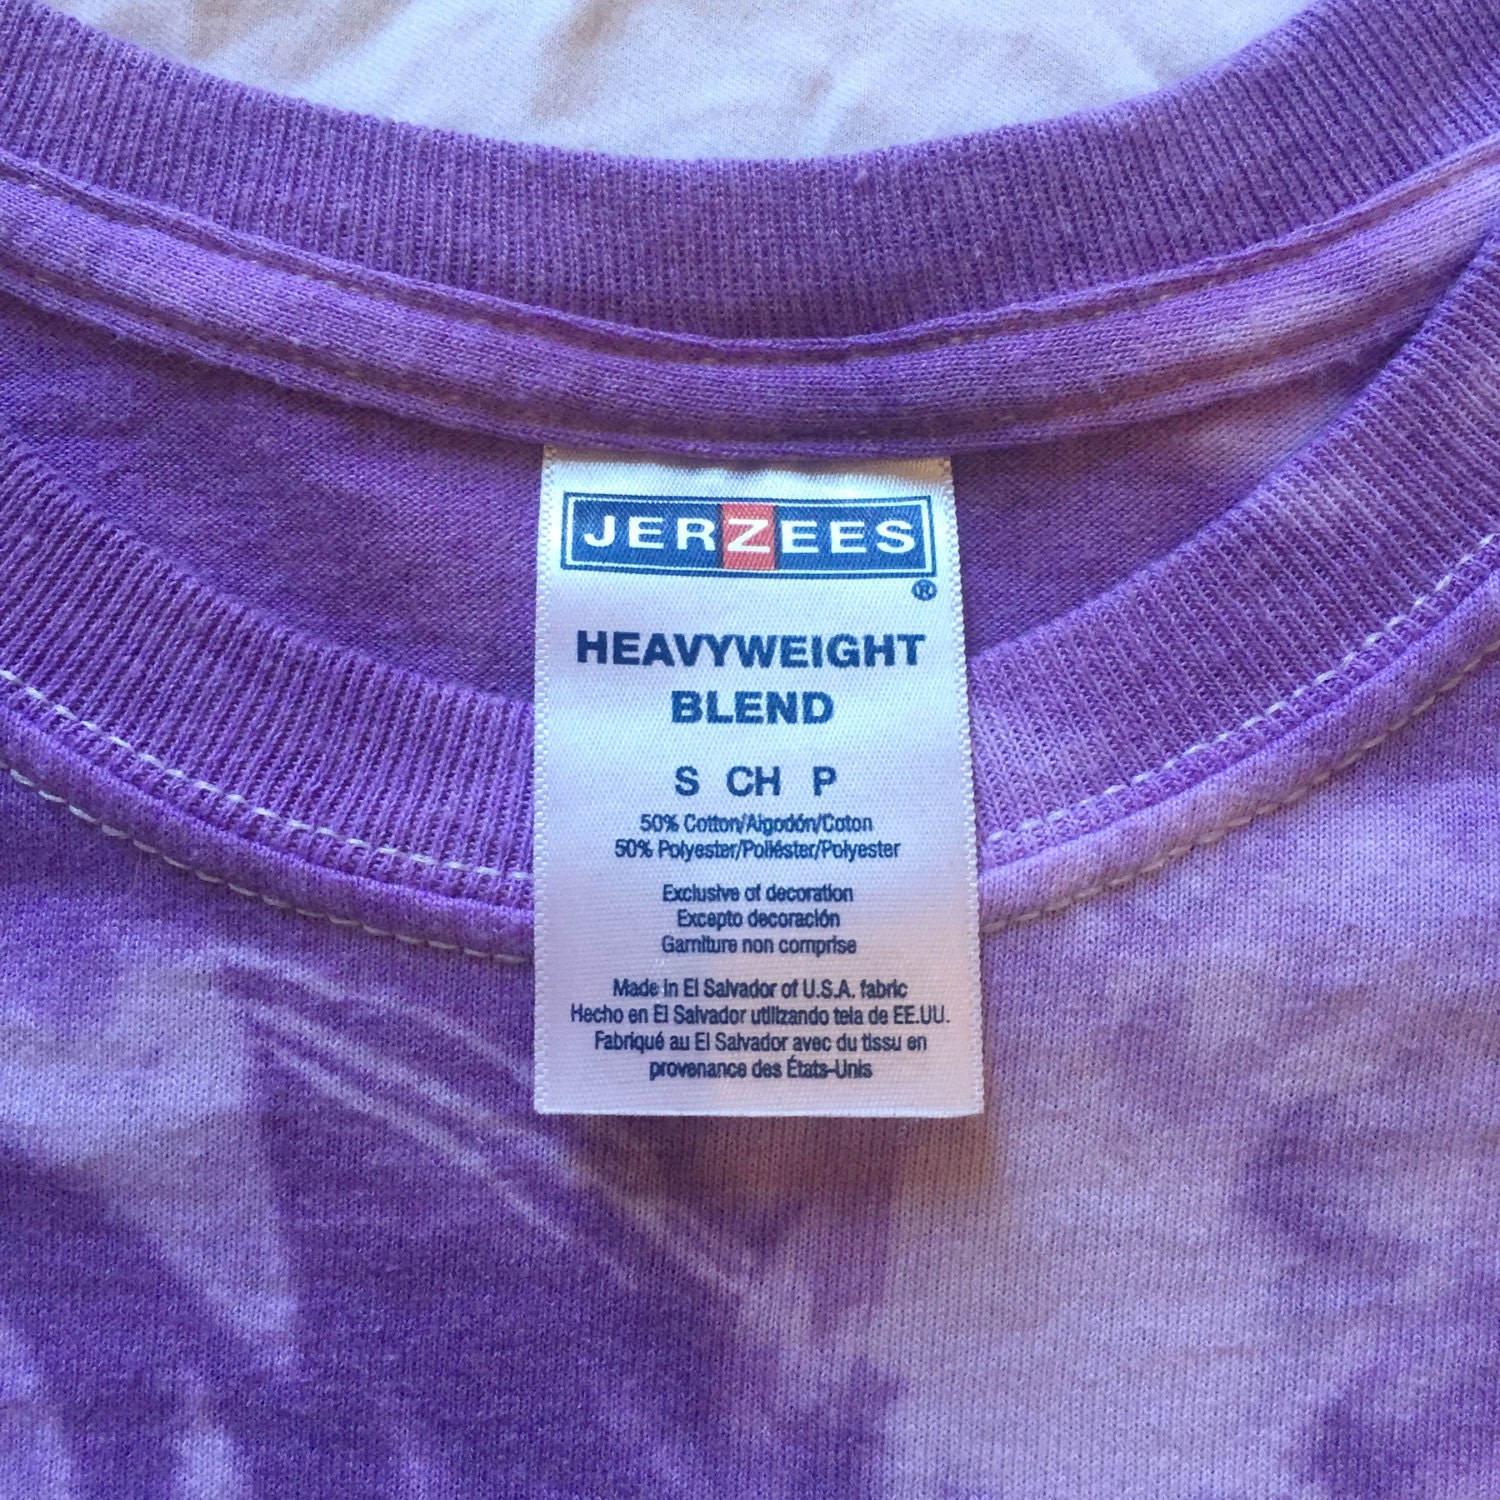 JERZEES
®
HEAVYWEIGHT
BLEND
S CH P
50% Cotton/Algodón/Coton
50% Polyester/Poliéster/Polyester
Exclusive of decoration
Excepto decoración
Garniture non comprise
Made in El Salvador of U.S.A. fabric
Hecho en El Salvador utilizando tela de EE.UU.
Fabriqué au El Salvador avec du tissu en
provenance des États-Unis